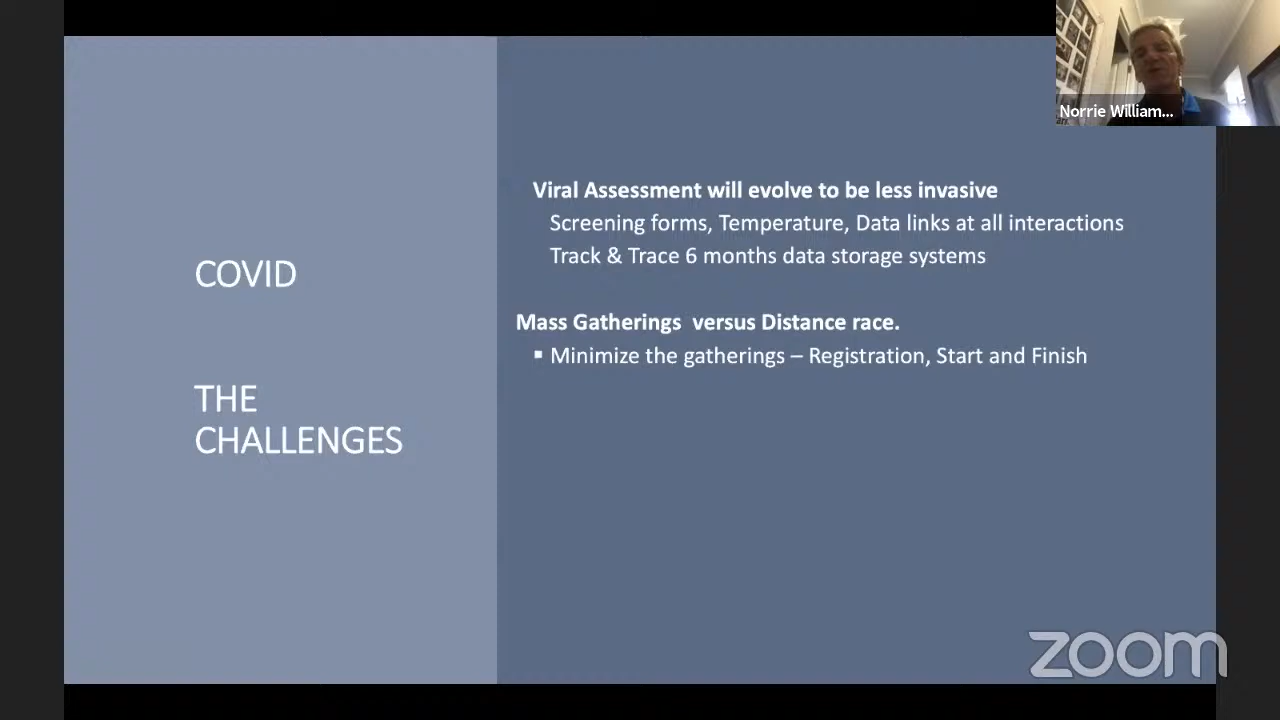 Norrie William...
Viral Assessment will evolve to be less invasive
Screening forms, Temperature, Data links at all interactions
Track & Trace 6 months data storage systems
COVID
Mass Gatherings  versus Distance race.
▪ Minimize the gatherings – Registration, Start and Finish
THE
CHALLENGES
zoom